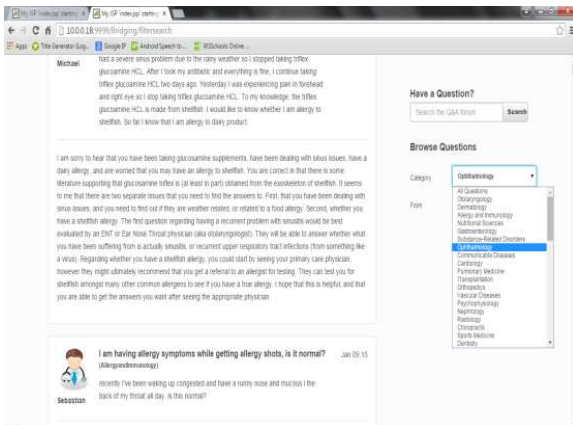 My JSP 'index.jsp' starting
My JSP 'index.jsp' starting
10.0.0.18:9999/Bridging/filtersearch
Apps
Title Generator (Log...
Google IP
Android Speech to ...
W3Schools Online ...
Michael
had a severe sinus problem due to the rainy weather so I stopped taking triflex
glucoamine HCL. After I took my antibiotic and everything is fine, I continue taking
triflex glucoamine HCL two days ago. Yesterday I was experiencing pain in forehead
and right eye so I stop taking triflex glucoamine HCL. To my knowledge, the triflex
glucoamine HCL is made from shellfish. I would like to know whether I am allergy to
shellfish. So far I know that I am allergy to dairy product.
I am sorry to hear that you have been taking glucosamine supplements, have been dealing with sinus issues, have a
dairy allergy, and are worried that you may have an allergy to shellfish. You are correct in that there is some
literature supporting that glucosamine triflex is (at least in part) obtained from the exoskeleton of shellfish. It seems
to me that there are two separate issues that you need to find the answers to. First, that you have been dealing with
sinus issues, and you need to find out if they are weather related, or related to a food allergy. Second, whether you
have a shellfish allergy. The first question regarding having a recurrent problem with sinusitis would be best
evaluated by an ENT or Ear Nose Throat physician (aka otolaryngologist). They will be able to answer whether what
you have been suffering from is actually sinusitis, or recurrent upper respiratory tract infections (from something like
a virus). Regarding whether you have a shellfish allergy, you could start by seeing your primary care physician,
however they might ultimately recommend that you get a referral to an allergist for testing. They can test you for
shellfish amongst many other common allergens to see if you have a true allergy. I hope that this is helpful, and that
you are able to get the answers you want after seeing the appropriate physician.
Sebastian
I am having allergy symptoms while getting allergy shots, is it normal?
Jan 09,15
(AllergyandImmunology)
recently I've been waking up congested and have a runny nose and mucous i the
back of my throat all day. is this normal?
Have a Question?
Search the Q&A forum
Search
Browse Questions
Category
Ophthalmology
From
All Questions
Otolaryngology
Dermatology
Allergy and Immunology
Nutritional Sciences
Gastroenterology
Substance-Related Disorders
Ophthalmology
Communicable Diseases
Cardiology
Pulmonary Medicine
Transplantation
Orthopedics
Vascular Diseases
Psychophysiology
Nephrology
Radiology
Chiropractic
Sports Medicine
Dentistry